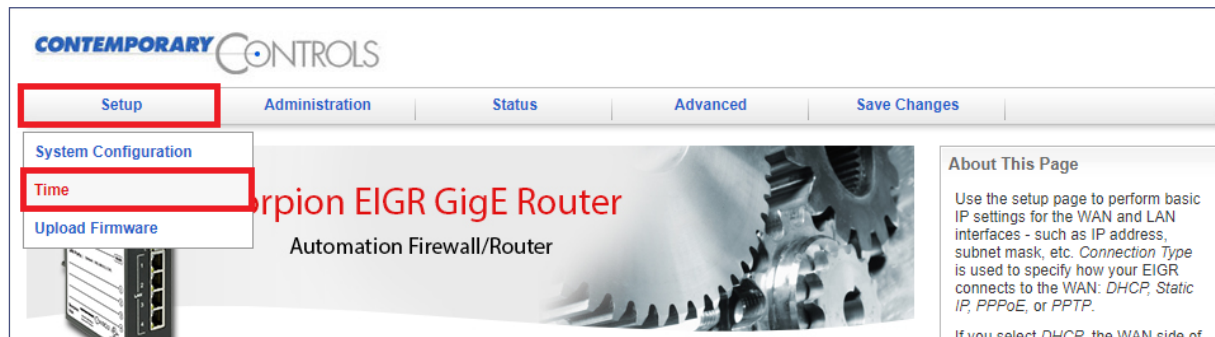 CONTEMPORARY CONTROLS
Setup Administration Status Advanced Save Changes
System Configuration
Time
Upload Firmware
orpion EIGR GigE Router
Automation Firewall/Router
About This Page
Use the setup page to perform basic
IP settings for the WAN and LAN
interfaces - such as IP address,
subnet mask, etc. Connection Type
is used to specify how your EIGR
connects to the WAN: DHCP, Static
IP, PPPoE, or PPTP.
If you select DHCP, the WAN side of